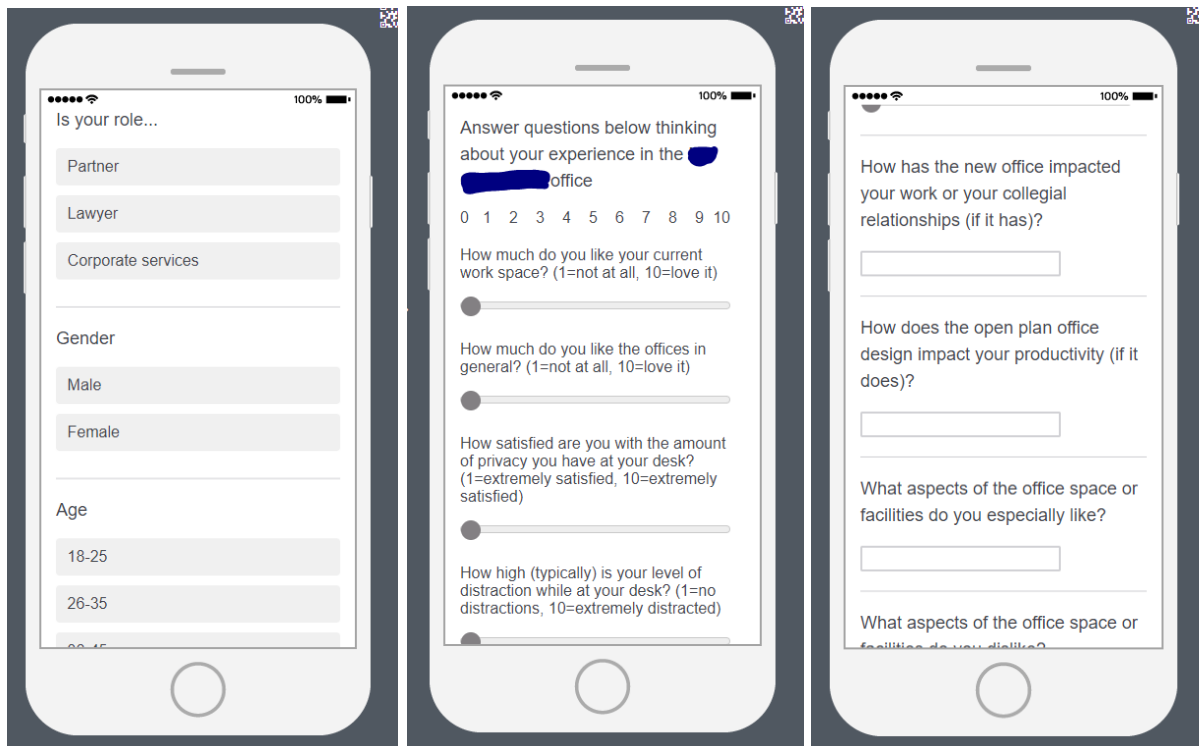 100%
Is your role...
Partner
Lawyer
Corporate services
Gender
Male
Female
Age
18-25
26-35
100%
Answer questions below thinking
about your experience in the
office
0 1 2 3 4 5 6 7 8 9 10
How much do you like your current
work space? (1=not at all, 10=love it)
How much do you like the offices in
general? (1=not at all, 10=love it)
How satisfied are you with the amount
of privacy you have at your desk?
(1=extremely satisfied, 10=extremely
satisfied)
How high (typically) is your level of
distraction while at your desk? (1=no
distractions, 10=extremely distracted)
100%
How has the new office impacted
your work or your collegial
relationships (if it has)?
How does the open plan office
design impact your productivity (if it
does)?
What aspects of the office space or
facilities do you especially like?
What aspects of the office space or
facilities do you dislike?